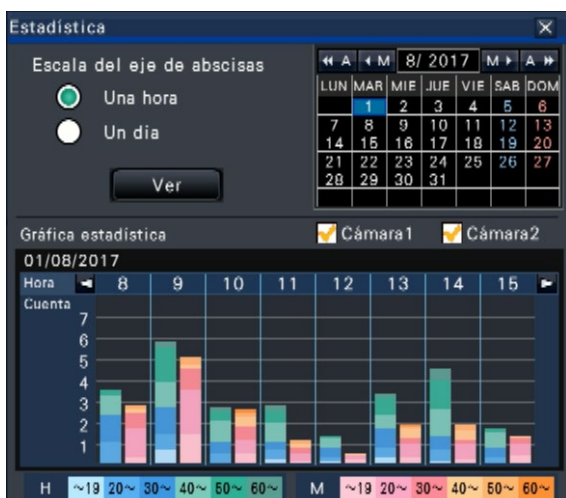 Estadística
Escala del eje de abscisas
Una hora
Un día
Ver
A M 8/ 2017 M A
LUN MAR MIE JUE VIE SAB DOM
1 2 3 4 5 6
7 8 9 10 11 12 13
14 15 16 17 18 19 20
21 22 23 24 25 26 27
28 29 30 31
Gráfica estadística Cámara1 Cámara2
01/08/2017
Hora 8 9 10 11 12 13 14 15
Cuenta
7
6
5
4
3
2
1
H ~19 20~ 30~ 40~ 50~ 60~ M ~19 20~ 30~ 40~ 50~ 60~